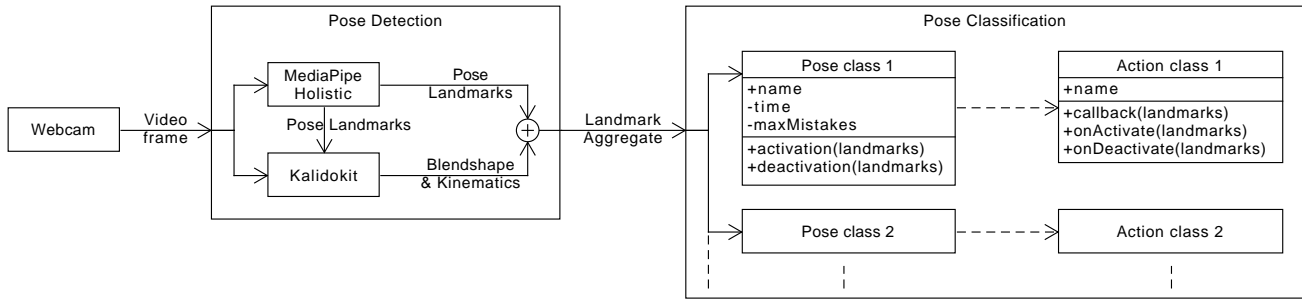 Pose Detection
Pose Classification
Webcam
Video
frame
MediaPipe
Holistic
Pose Landmarks
Kalidokit
Pose
Landmarks
Blendshape
& Kinematics
+
Landmark
Aggregate
Pose class 1
+name
-time
-maxMistakes
+activation(landmarks)
+deactivation(landmarks)
Action class 1
+name
+callback(landmarks)
+onActivate(landmarks)
+onDeactivate(landmarks)
Pose class 2
Action class 2